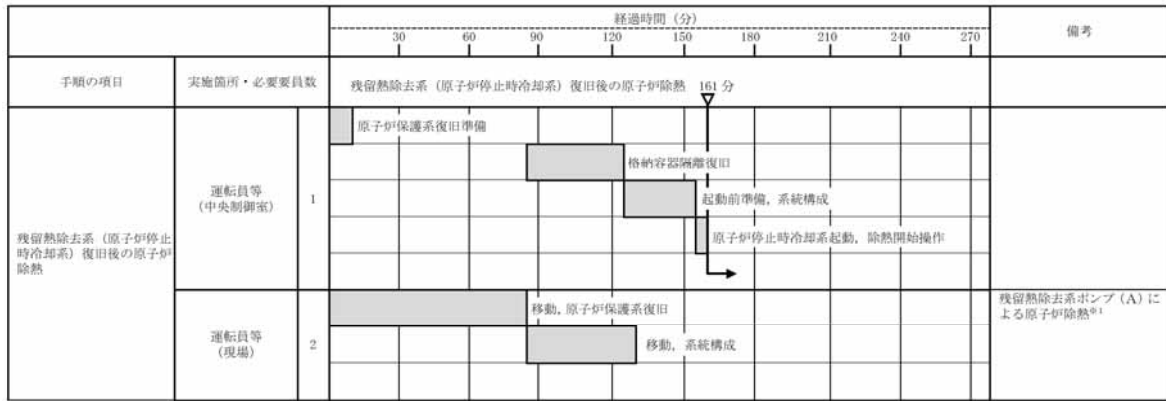 経過時間（分）
備考
30 60 90 120 150 180 210 240 270
手順の項目
実施箇所・必要要員数
残留熱除去系（原子炉停止時冷却系）復旧後の原子炉除熱 161 分
原子炉保護系復旧準備
格納容器隔離復旧
運転員等
（中央制御室）
1
起動前準備，系統構成
原子炉停止時冷却系起動，除熱開始操作
残留熱除去系（原子炉停止
時冷却系）復旧後の原子炉
除熱
移動，原子炉保護系復旧
運転員等
（現場）
2
移動，系統構成
残留熱除去系ポンプ（A）に
よる原子炉除熱※1